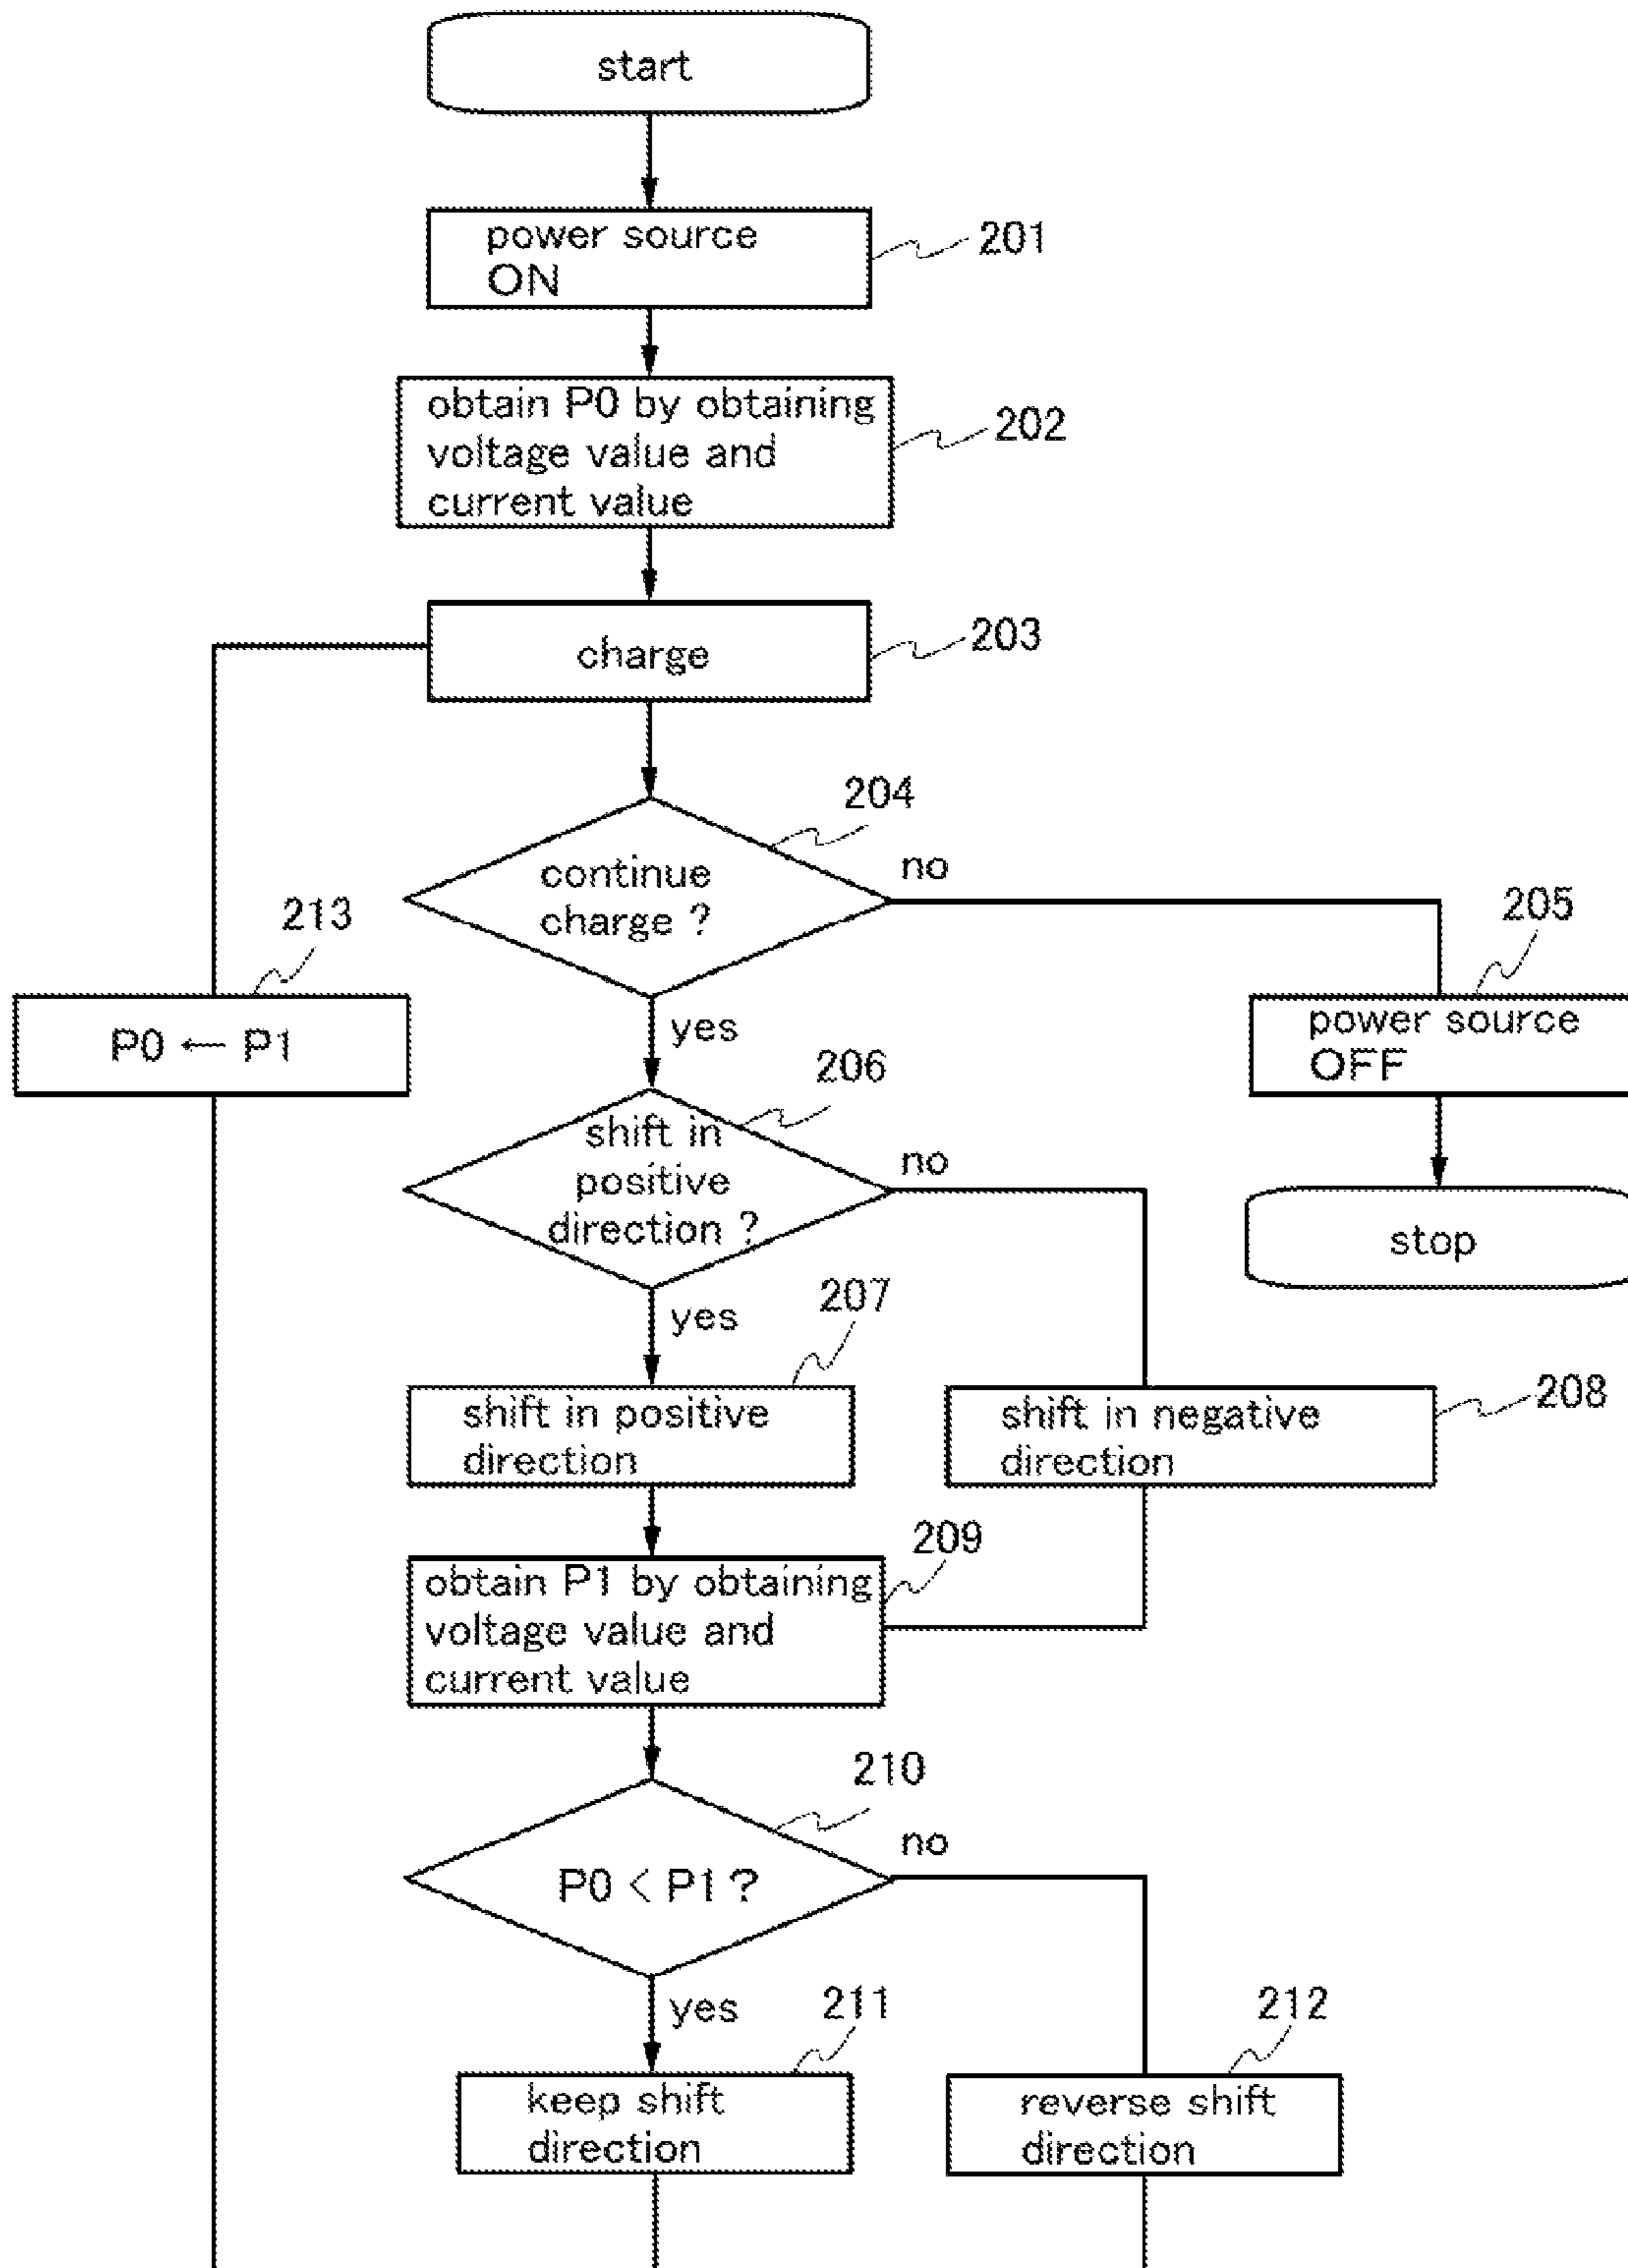 start
power source
ON
201
obtain P0 by obtaining
voltage value and
current value
202
charge
203
204
continue
charge ?
no
yes
213
P0 ← P1
205
power source
OFF
stop
206
shift in
positive
direction ?
no
yes
207
shift in positive
direction
shift in negative
direction
208
209
obtain P1 by obtaining
voltage value and
current value
210
P0 < P1 ?
no
yes
211
keep shift
direction
212
reverse shift
direction